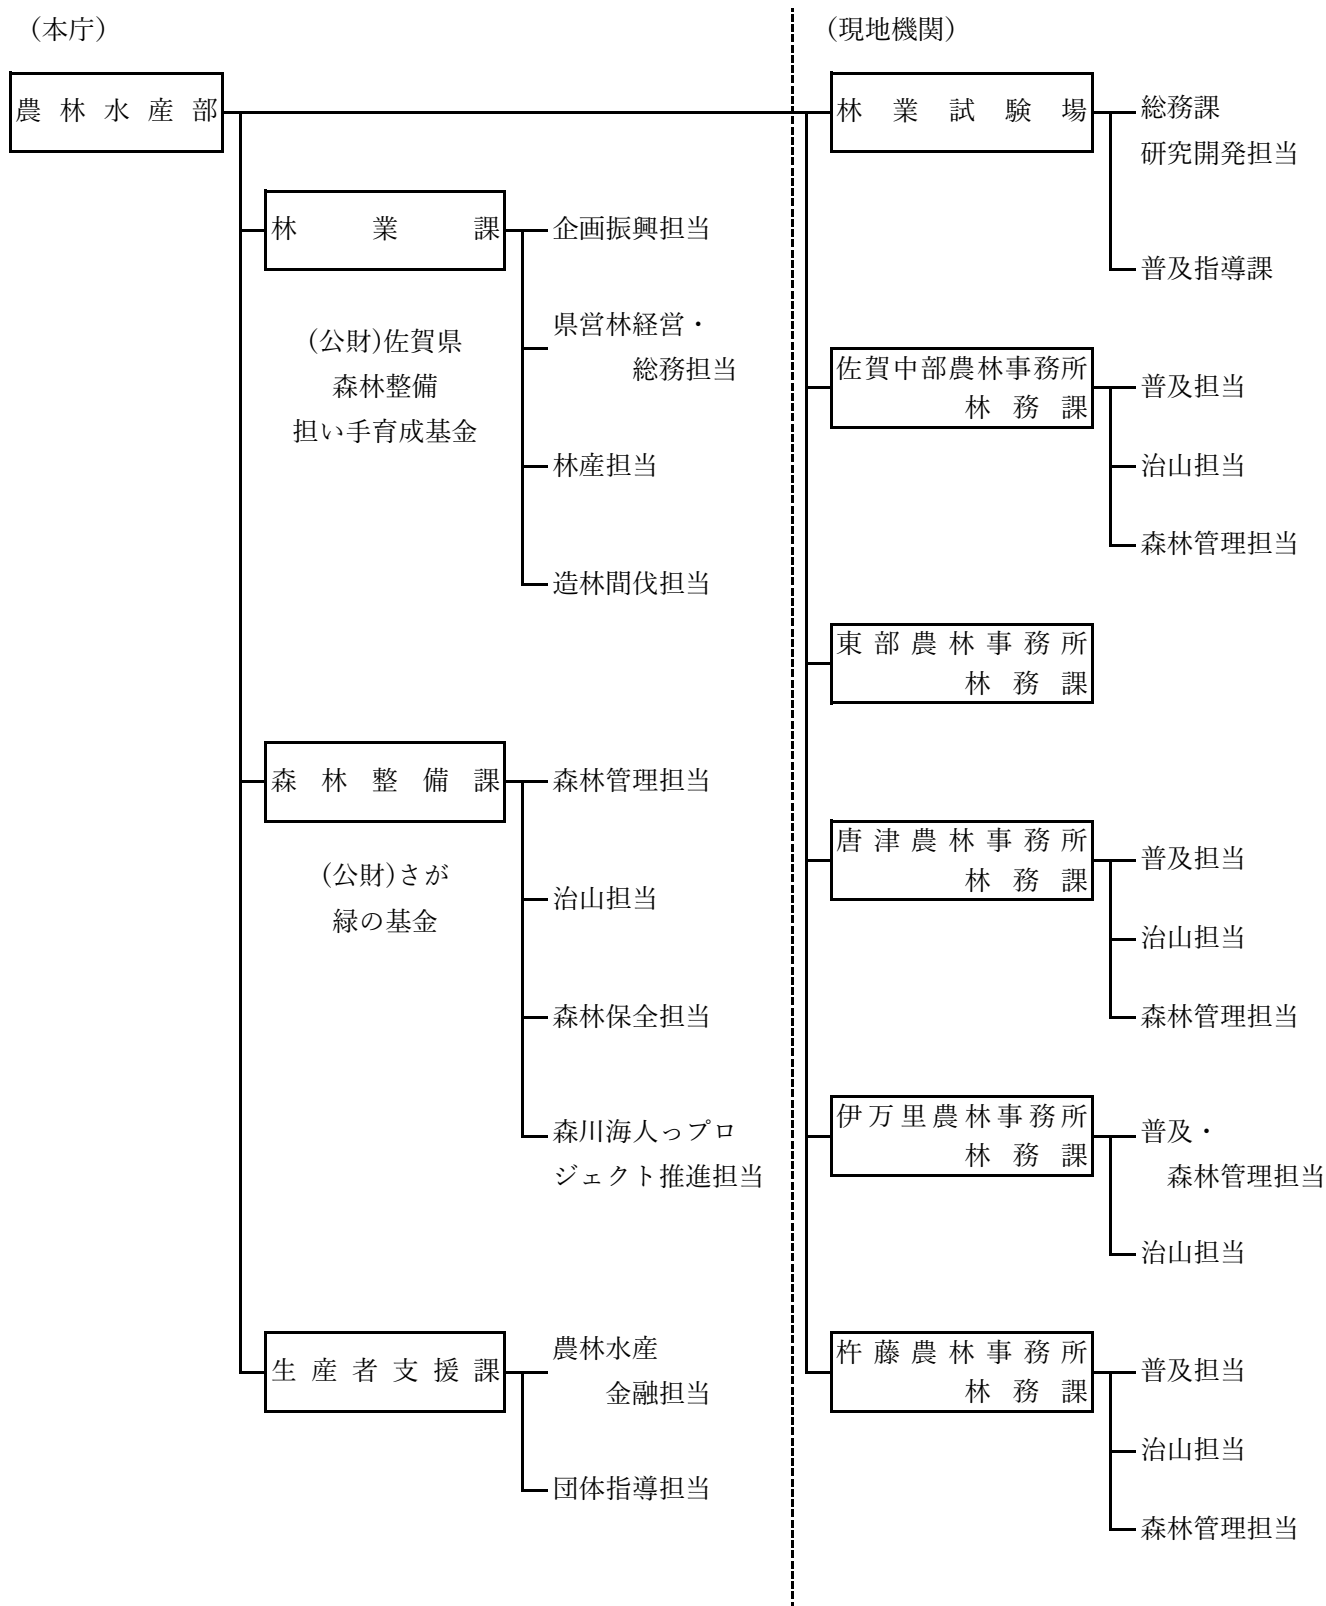 (本庁)
農林水産部
林業課
企画振興担当
(公財)佐賀県
森林整備
担い手育成基金
県営林経営・
総務担当
林産担当
造林間伐担当
森林整備課
森林管理担当
(公財)さが
緑の基金
治山担当
森林保全担当
森川海人っプロ
ジェクト推進担当
生産者支援課
農林水産
金融担当
団体指導担当
(現地機関)
林業試験場
総務課
研究開発担当
普及指導課
佐賀中部農林事務所
林務課
普及担当
治山担当
森林管理担当
東部農林事務所
林務課
唐津農林事務所
林務課
普及担当
治山担当
森林管理担当
伊万里農林事務所
林務課
普及・
森林管理担当
治山担当
杵藤農林事務所
林務課
普及担当
治山担当
森林管理担当